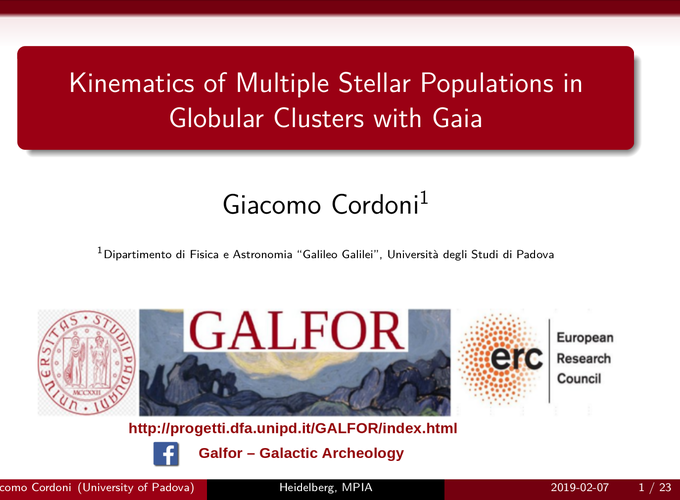 Kinematics of Multiple Stellar Populations in
Globular Clusters with Gaia
Giacomo Cordoni¹
¹Dipartimento di Fisica e Astronomia “Galileo Galilei”, Università degli Studi di Padova
GALFOR
erc
European
Research
Council
MCCXXII
http://progetti.dfa.unipd.it/GALFOR/index.html
Galfor – Galactic Archeology
como Cordoni (University of Padova)
Heidelberg, MPIA
2019-02-07
1 / 23